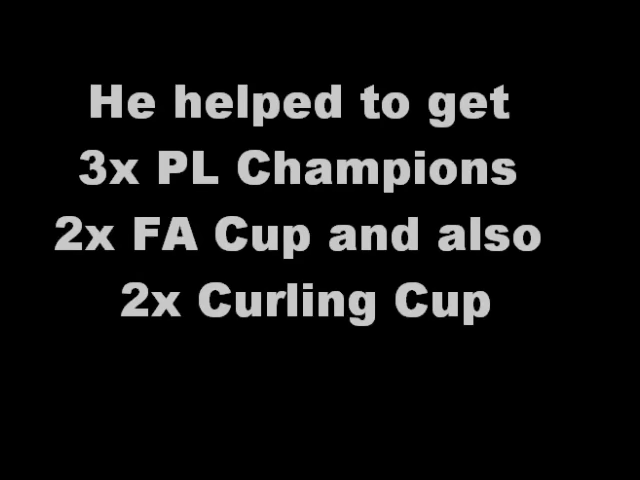 He helped to get
3x PL Champions
2x FA Cup and also
2x Curling Cup